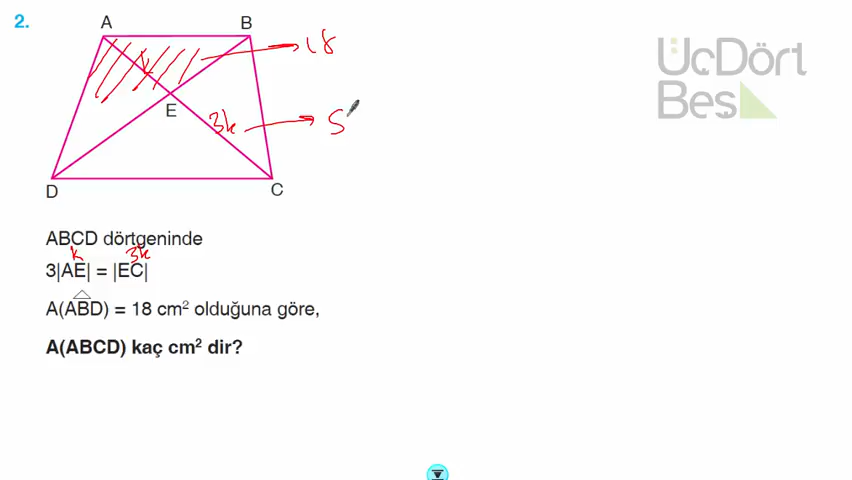 2.
A
B
ÜçDört
Beş
k
18
E
3k
5
D
C
ABCD dörtgeninde
k 3k
3|AE| = |EC|
A(ABD) = 18 cm² olduğuna göre,
A(ABCD) kaç cm² dir?